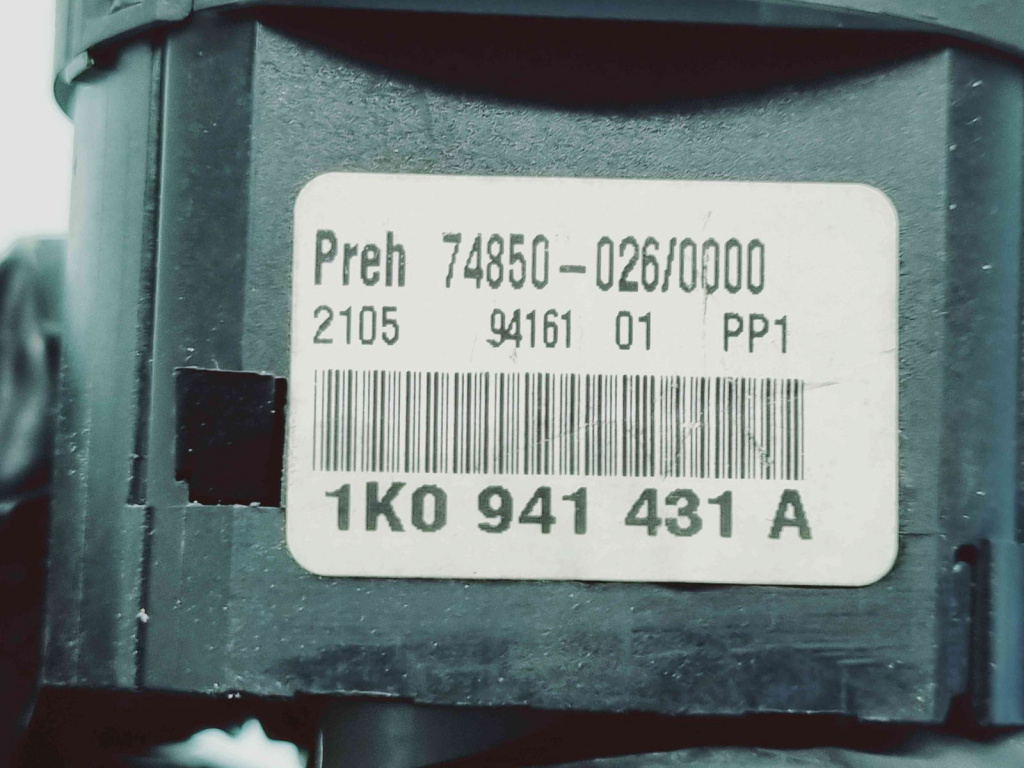 Preh 74850-026/0000
2105 94161 01 PP1
1K0 941 431 A